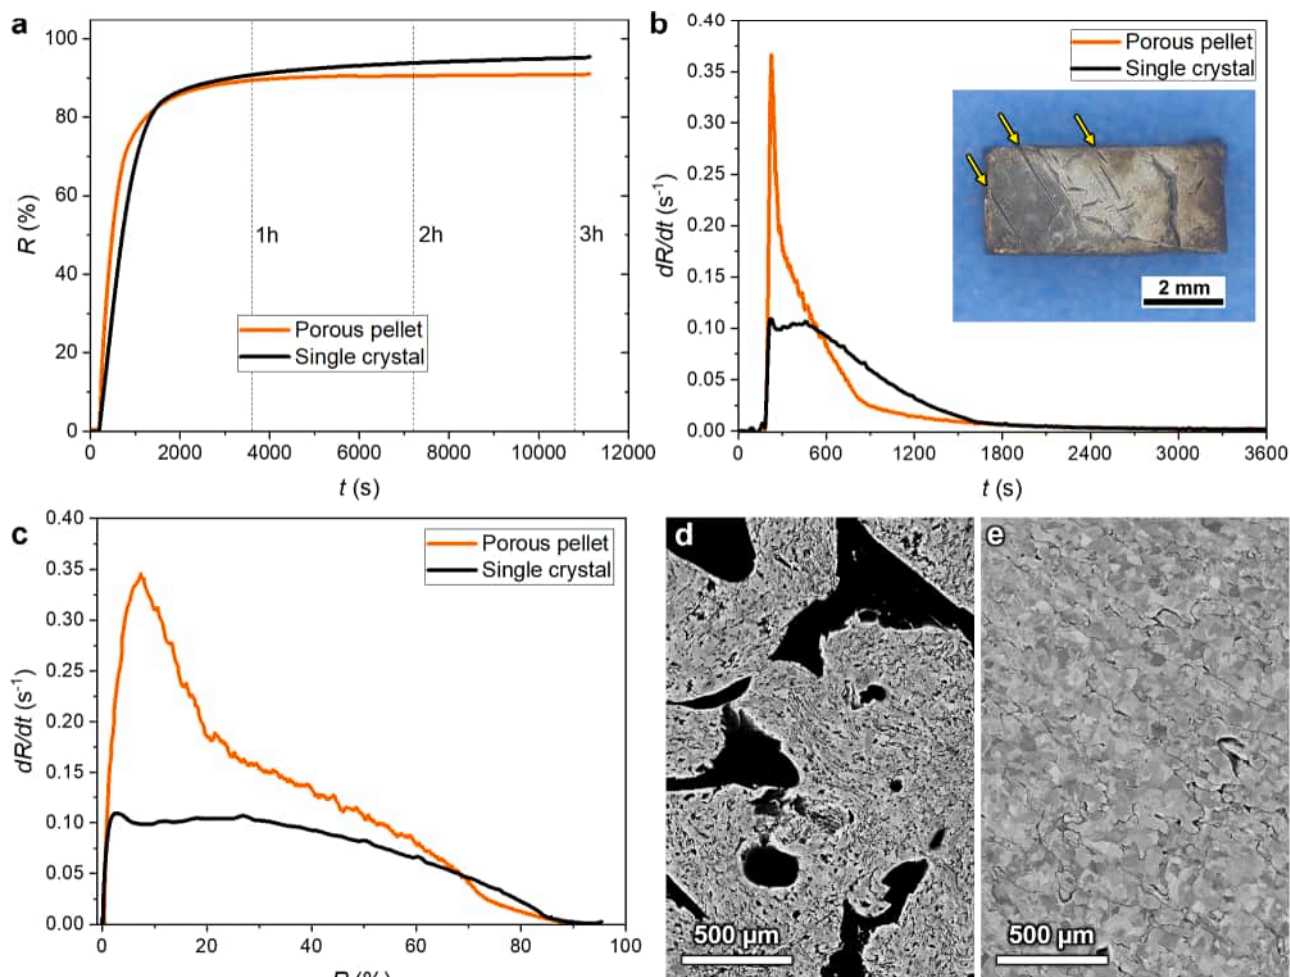 a
100
80
60
40
20
0
R (%)
1h
2h
3h
Porous pellet
Single crystal
0 2000 4000 6000 8000 10000 12000
t (s)
b
0.40
0.35
0.30
0.25
0.20
0.15
0.10
0.05
0.00
dR/dt (s⁻¹)
Porous pellet
Single crystal
2 mm
0 600 1200 1800 2400 3000 3600
t (s)
c
0.40
0.35
0.30
0.25
0.20
0.15
0.10
0.05
0.00
dR/dt (s⁻¹)
Porous pellet
Single crystal
0 20 40 60 80 100
R (%)
d
500 μm
e
500 μm